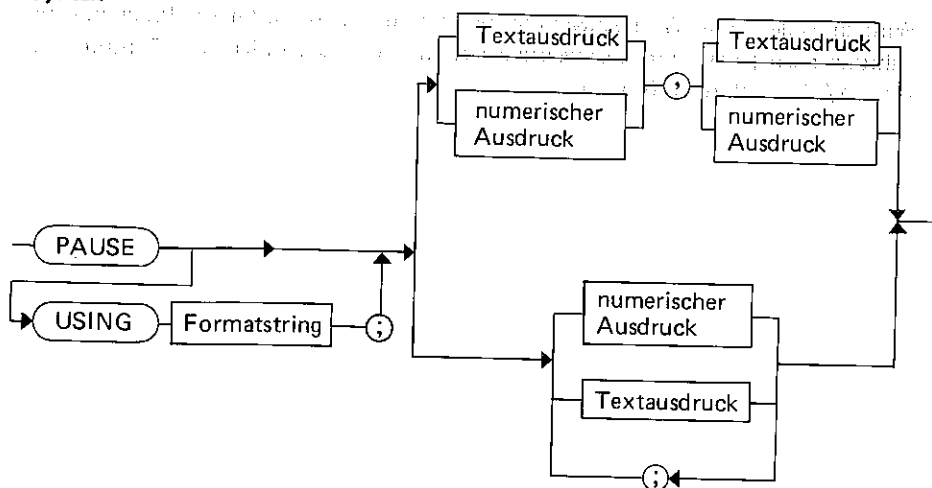 Textausdruck
numerischer
Ausdruck
,
Textausdruck
numerischer
Ausdruck
PAUSE
USING
Formatstring
;
numerischer
Ausdruck
Textausdruck
;